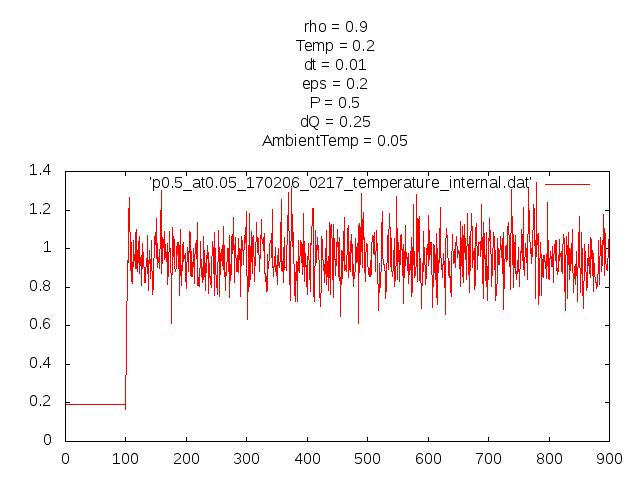 rho = 0.9
Temp = 0.2
dt = 0.01
eps = 0.2
P = 0.5
dQ = 0.25
AmbientTemp = 0.05
1.4
'p0.5_at0.05_170206_0217_temperature_internal.dat'
1.2
1
0.8
0.6
0.4
0.2
0
0 100 200 300 400 500 600 700 800 900